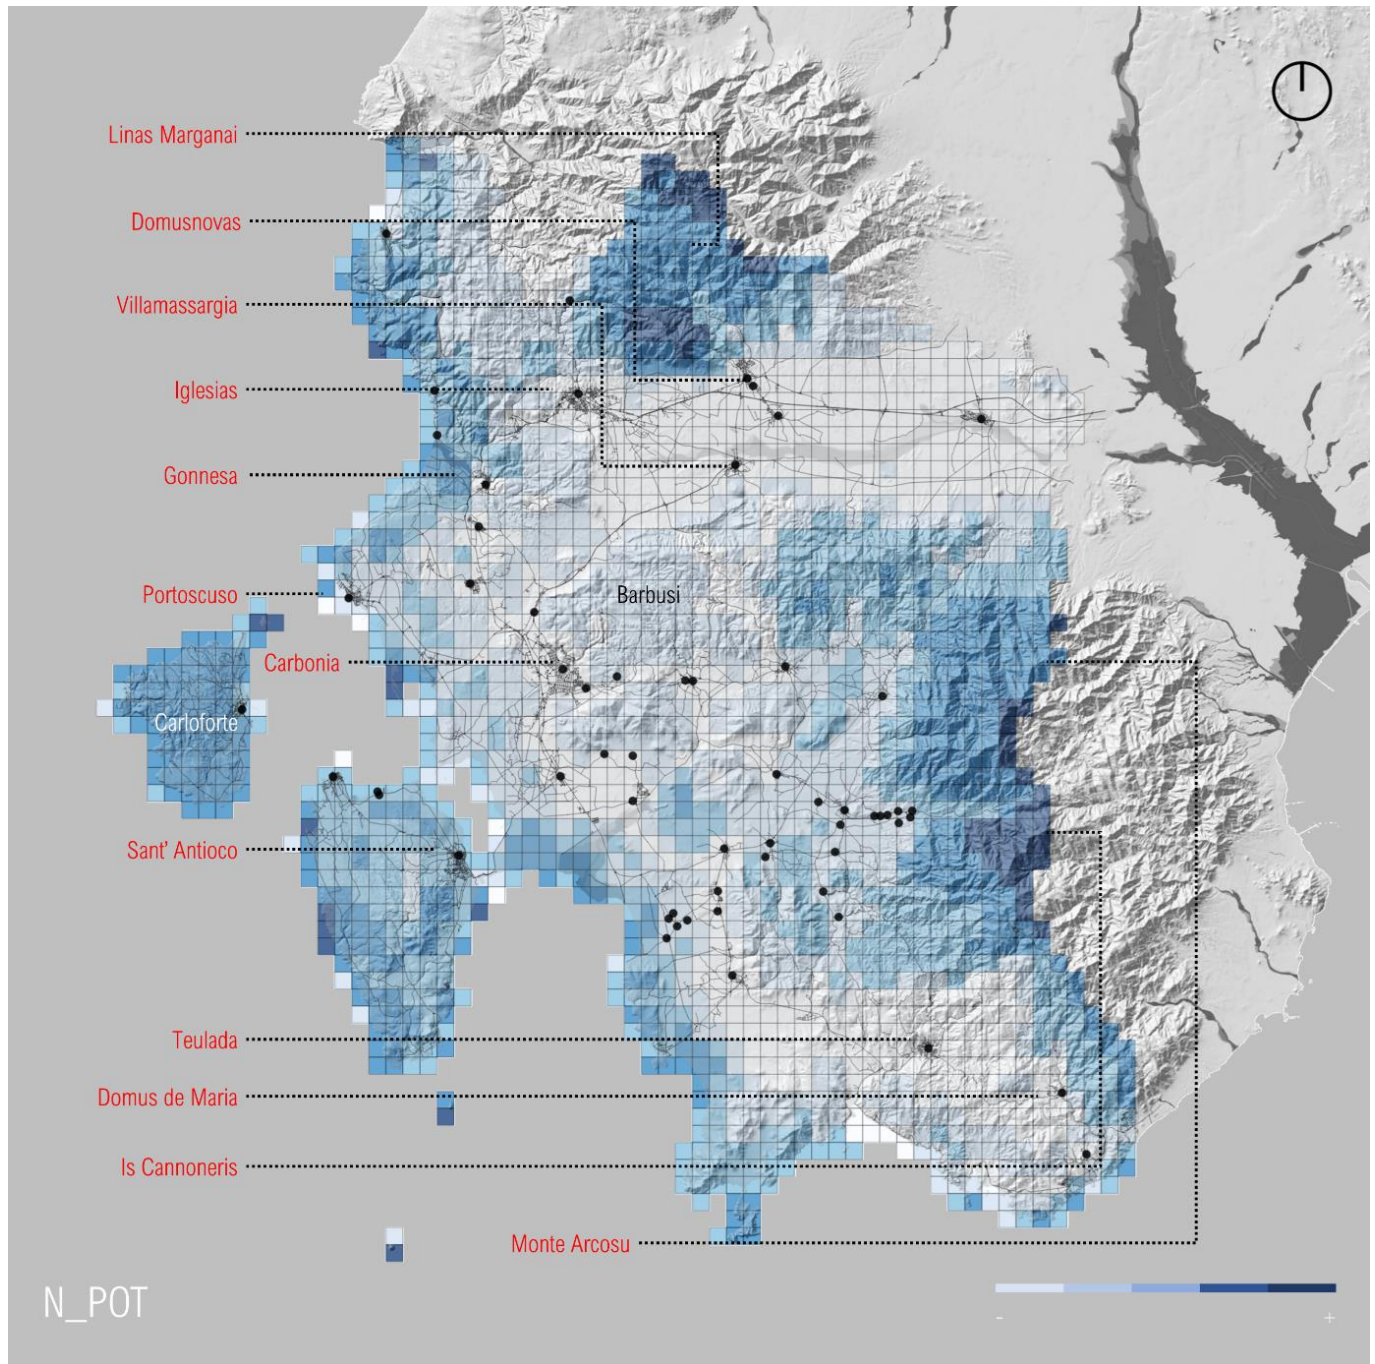 Linas Marganai
Domusnovas
Villamassargia
Iglesias
Gonnesa
Portoscuso
Barbusi
Carbonia
Carloforte
Sant' Antioco
Teulada
Domus de Maria
Is Cannoneris
Monte Arcosu
N_POT
- +